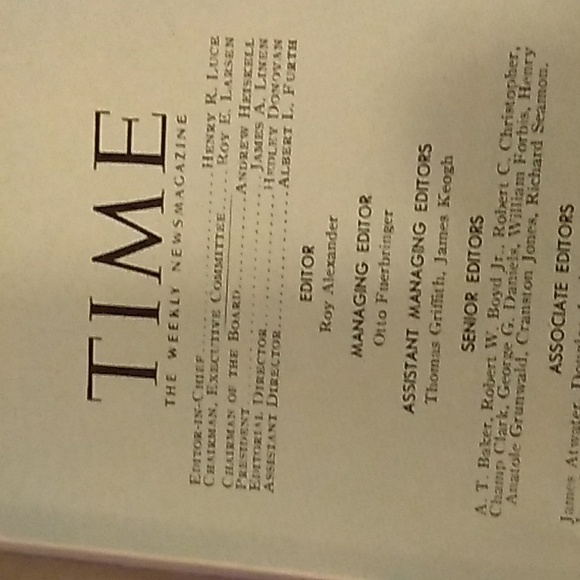 TIME
THE WEEKLY NEWSMAGAZINE
EDITOR-IN-CHIEF HENRY R. LUCE
CHAIRMAN, EXECUTIVE COMMITTEE ROY E. LARSEN
CHAIRMAN OF THE BOARD ANDREW HEISKELL
PRESIDENT JAMES A. LINEN
EDITORIAL DIRECTOR HEDLEY DONOVAN
ASSISTANT DIRECTOR ALBERT L. FURTH
EDITOR
Roy Alexander
MANAGING EDITOR
Otto Fuerbringer
ASSISTANT MANAGING EDITORS
Thomas Griffith, James Keogh
SENIOR EDITORS
A. T. Baker, Robert W. Boyd Jr., Robert C. Christopher,
Champ Clark, George G. Daniels, William Forbis, Henry
Anatole Grunwald, Cranston Jones, Richard Seamon.
ASSOCIATE EDITORS
James Atwater,